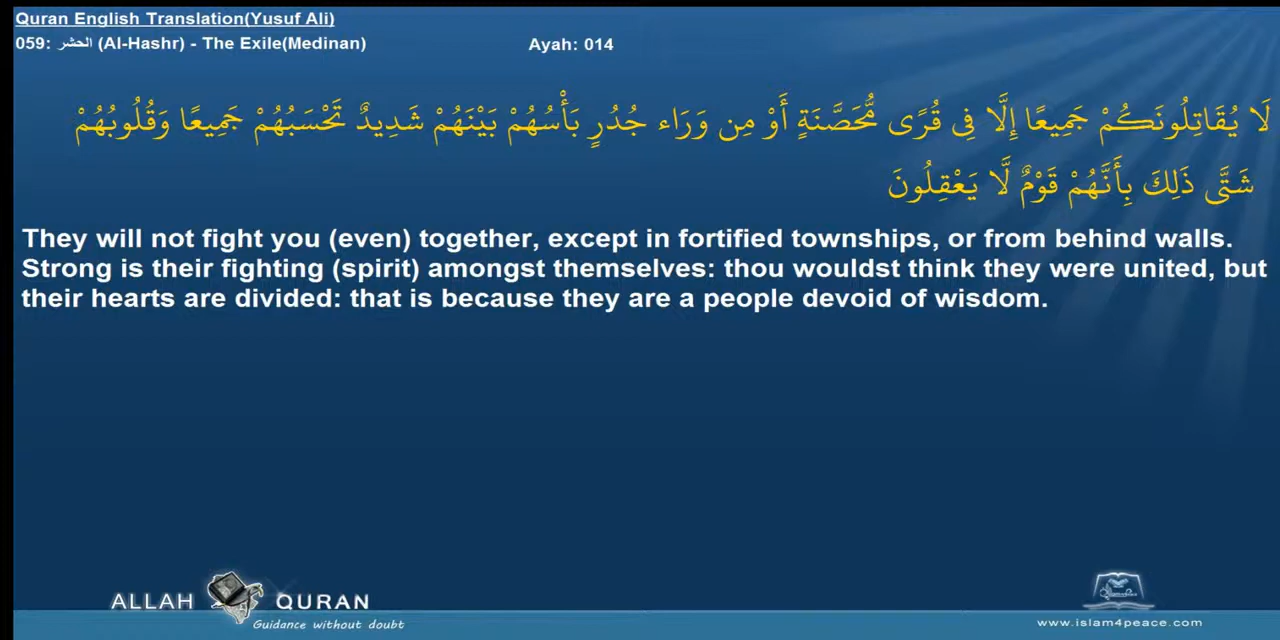 Quran English Translation(Yusuf Ali)
059: الحشر (Al-Hashr) - The Exile(Medinan) Ayah: 014
لَا يُقَاتِلُونَكُمْ جَمِيعًا إِلَّا فِى قُرًى مُّحَصَّنَةٍ أَوْ مِن وَرَاء جُدُرٍ بَأْسُهُمْ بَيْنَهُمْ شَدِيدٌ تَحْسَبُهُمْ جَمِيعًا وَقُلُوبُهُمْ
شَتَّى ذَلِكَ بِأَنَّهُمْ قَوْمٌ لَّا يَعْقِلُونَ
They will not fight you (even) together, except in fortified townships, or from behind walls.
Strong is their fighting (spirit) amongst themselves: thou wouldst think they were united, but
their hearts are divided: that is because they are a people devoid of wisdom.
ALLAH QURAN
Guidance without doubt
www.islam4peace.com